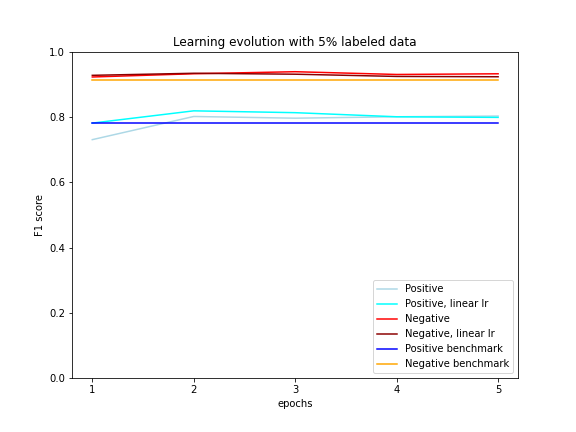 Learning evolution with 5% labeled data
1.0
0.8
0.6
0.4
0.2
0.0
F1 score
1
2
3
4
5
epochs
Positive
Positive, linear lr
Negative
Negative, linear lr
Positive benchmark
Negative benchmark